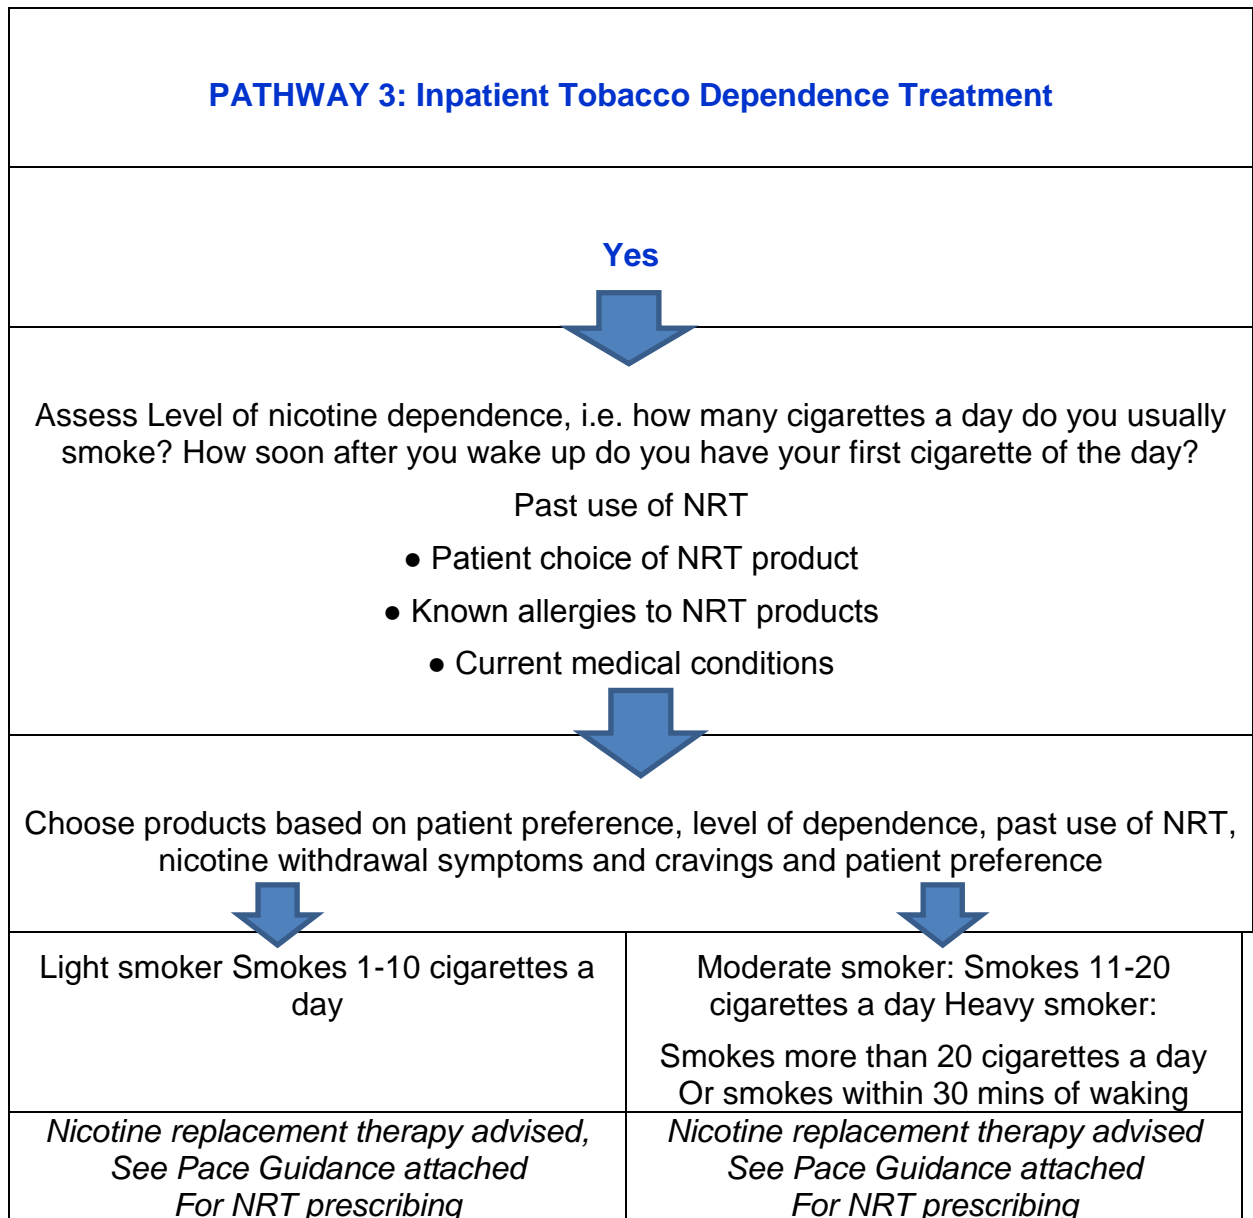 PATHWAY 3: Inpatient Tobacco Dependence Treatment
Yes
Assess Level of nicotine dependence, i.e. how many cigarettes a day do you usually
smoke? How soon after you wake up do you have your first cigarette of the day?
Past use of NRT
● Patient choice of NRT product
● Known allergies to NRT products
● Current medical conditions
Choose products based on patient preference, level of dependence, past use of NRT,
nicotine withdrawal symptoms and cravings and patient preference
Light smoker Smokes 1-10 cigarettes a
day
Moderate smoker: Smokes 11-20
cigarettes a day Heavy smoker:
Smokes more than 20 cigarettes a day
Or smokes within 30 mins of waking
Nicotine replacement therapy advised,
See Pace Guidance attached
For NRT prescribing
Nicotine replacement therapy advised
See Pace Guidance attached
For NRT prescribing